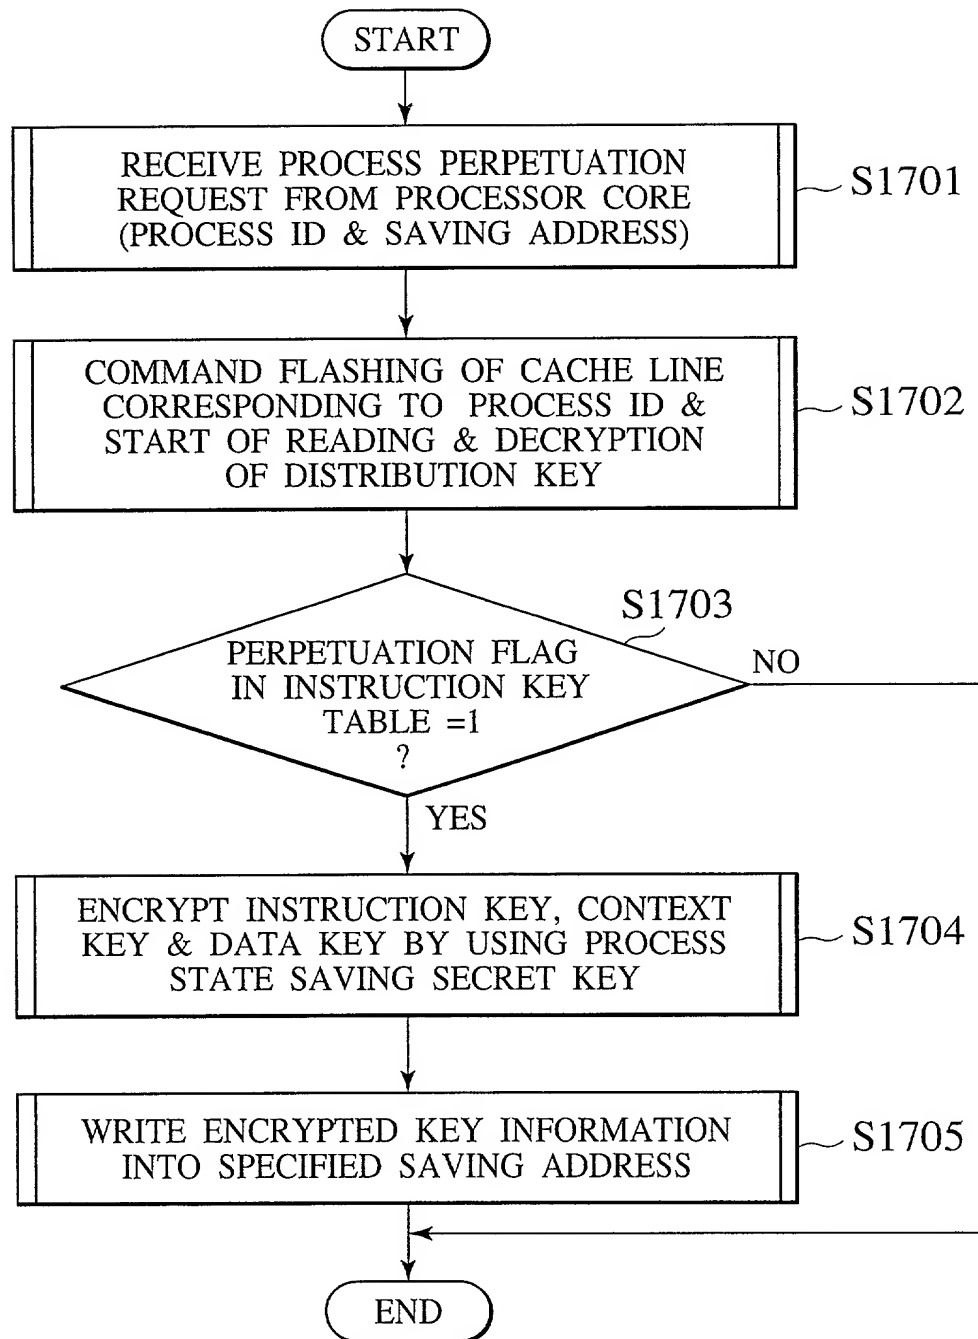 START
RECEIVE PROCESS PERPETUATION
REQUEST FROM PROCESSOR CORE
(PROCESS ID & SAVING ADDRESS)
S1701
COMMAND FLASHING OF CACHE LINE
CORRESPONDING TO PROCESS ID &
START OF READING & DECRYPTION
OF DISTRIBUTION KEY
S1702
S1703
PERPETUATION FLAG
IN INSTRUCTION KEY
TABLE =1
?
NO
YES
ENCRYPT INSTRUCTION KEY, CONTEXT
KEY & DATA KEY BY USING PROCESS
STATE SAVING SECRET KEY
S1704
WRITE ENCRYPTED KEY INFORMATION
INTO SPECIFIED SAVING ADDRESS
S1705
END